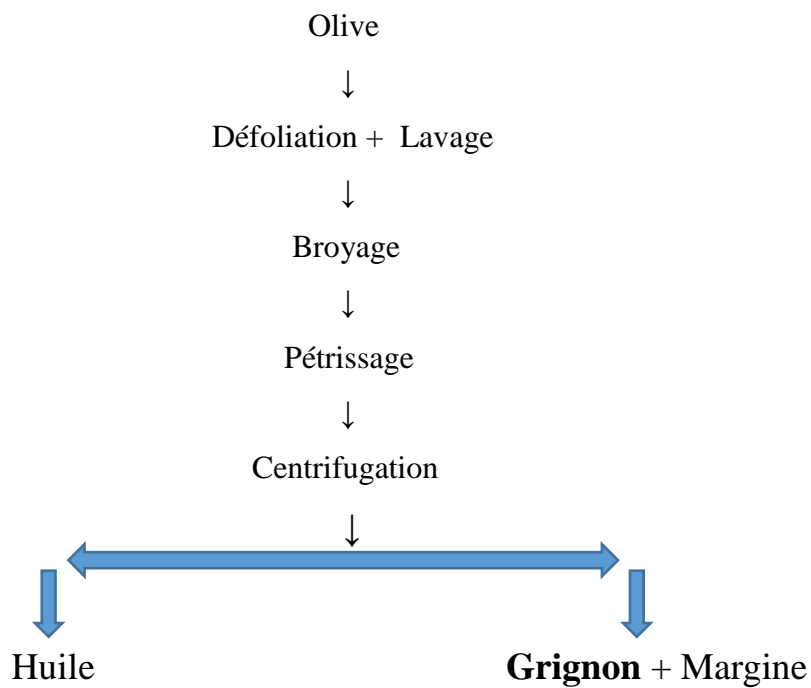 Olive
↓
Défoliation + Lavage
↓
Broyage
↓
Pétrissage
↓
Centrifugation
↓
Huile
Grignon + Margine